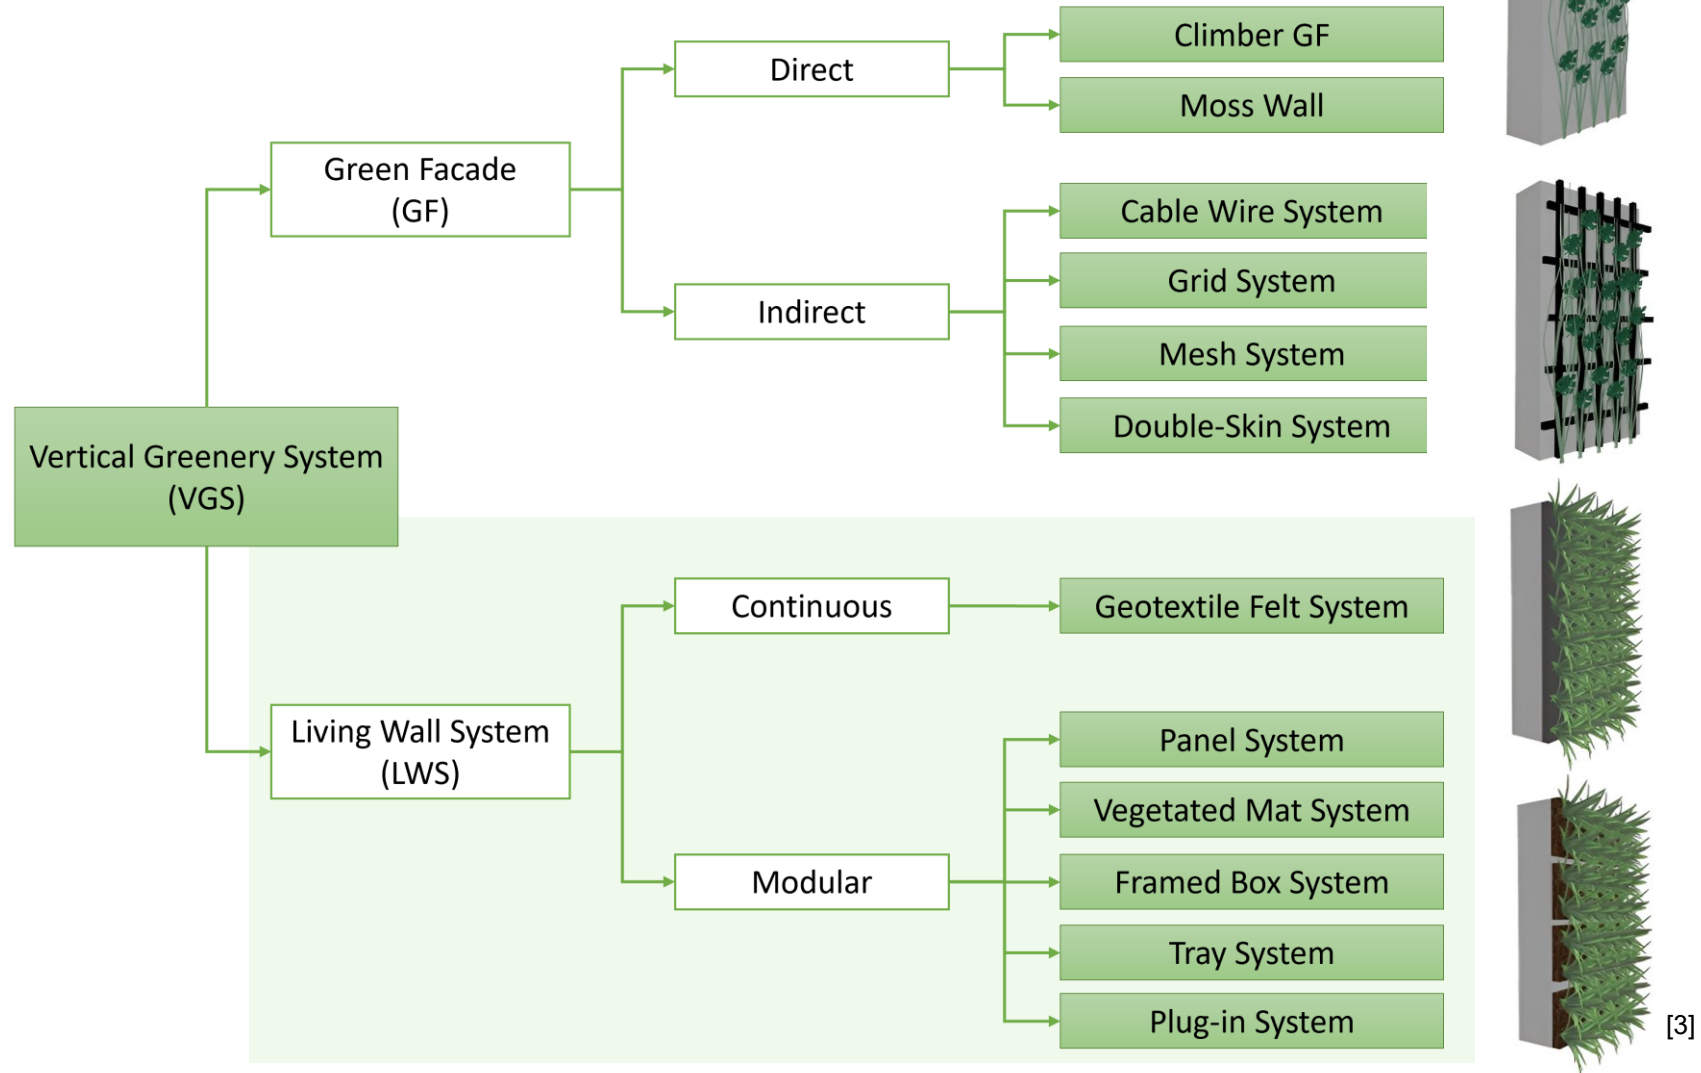 Vertical Greenery System
(VGS)
Green Facade
(GF)
Direct
Climber GF
Moss Wall
Indirect
Cable Wire System
Grid System
Mesh System
Double-Skin System
Living Wall System
(LWS)
Continuous
Geotextile Felt System
Modular
Panel System
Vegetated Mat System
Framed Box System
Tray System
Plug-in System
[3]